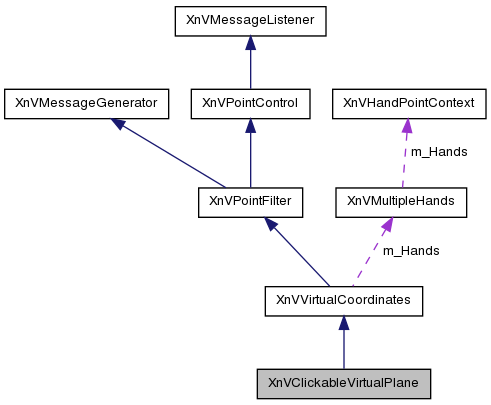 XnVMessageListener
XnVMessageGenerator
XnVPointControl
XnVHandPointContext
m_Hands
XnVPointFilter
XnVMultipleHands
m_Hands
XnVVirtualCoordinates
XnVClickableVirtualPlane